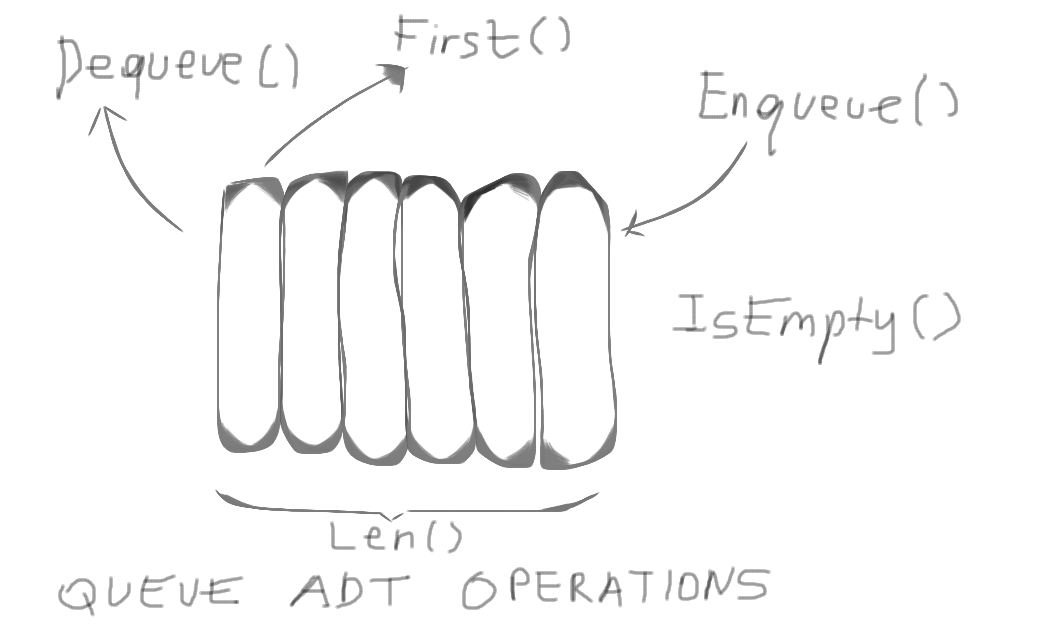 First()
Dequeue()
Enqueue()
IsEmpty()
Len()
QUEUE ADT OPERATIONS